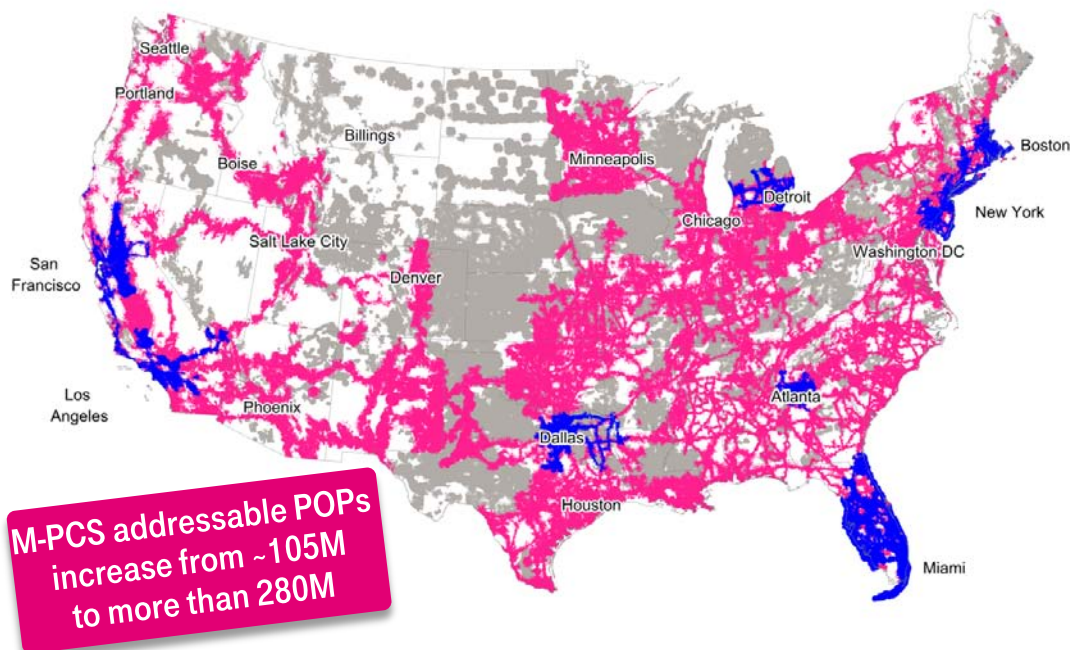 Seattle
Portland
Billings
Boise
Minneapolis
Boston
Detroit
Chicago
New York
Salt Lake City
Washington DC
San
Francisco
Denver
Los
Angeles
Phoenix
Atlanta
Dallas
Houston
Miami
M-PCS addressable POPs
increase from ~105M
to more than 280M